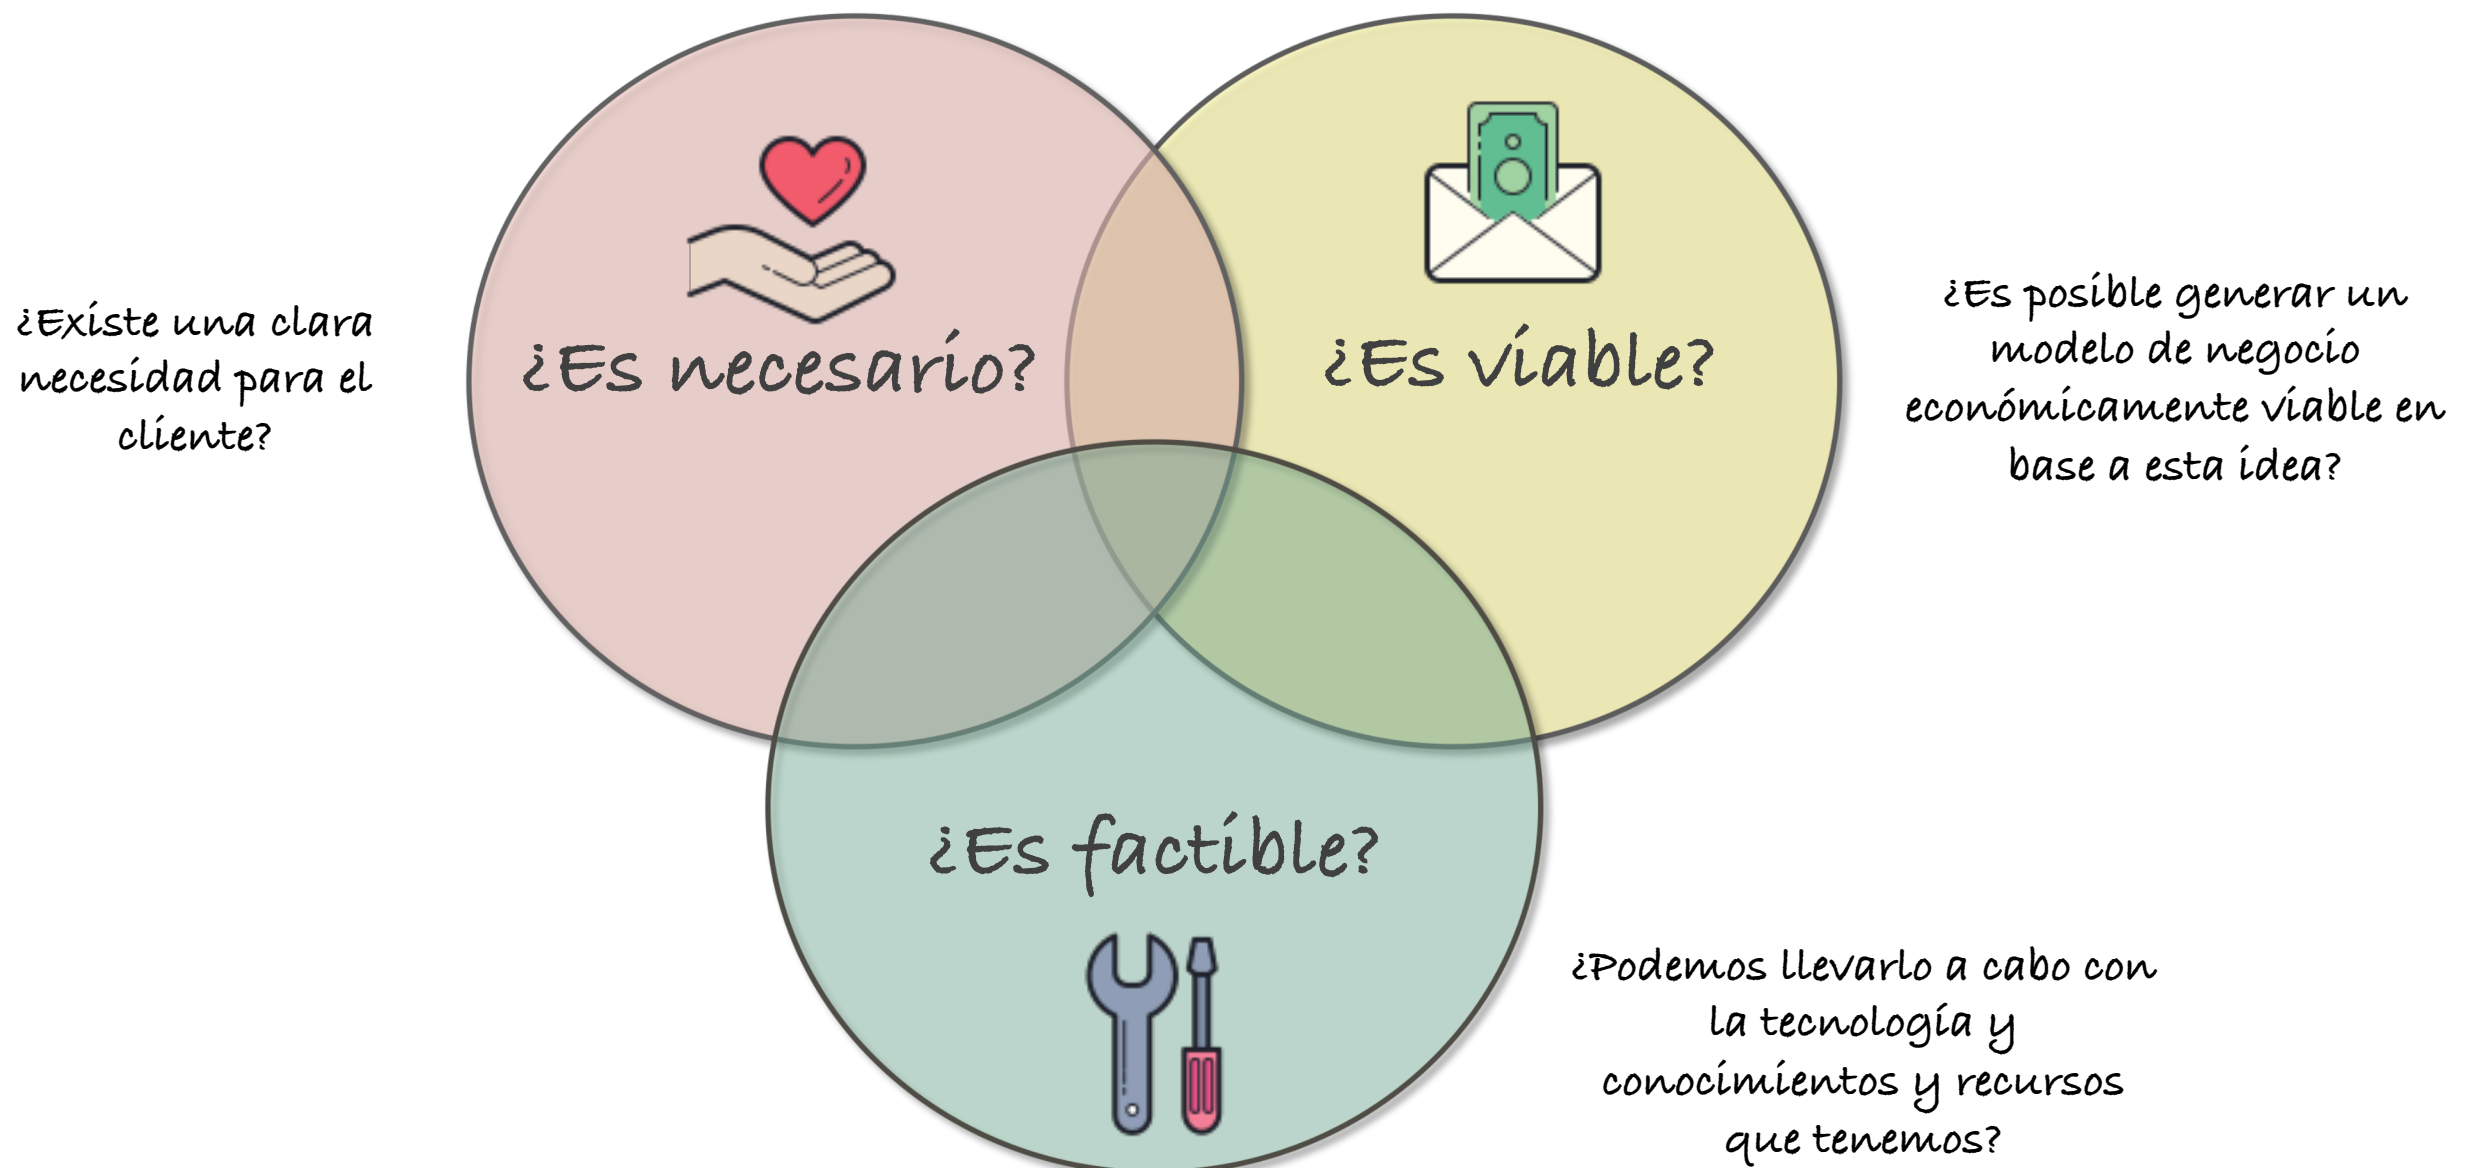 ¿Existe una clara
necesidad para el
cliente?
¿Es necesario?
¿Es viable?
¿Es posible generar un
modelo de negocio
económicamente viable en
base a esta idea?
¿Es factible?
¿Podemos llevarlo a cabo con
la tecnología y
conocimientos y recursos
que tenemos?